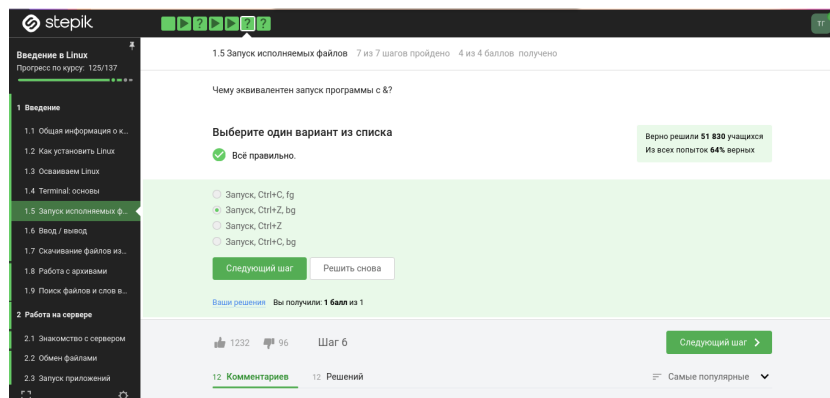 stepik
ТГ
Введение в Linux
Прогресс по курсу: 125/137
1 Введение
1.1 Общая информация о к...
1.2 Как установить Linux
1.3 Осваиваем Linux
1.4 Terminal: основы
1.5 Запуск исполняемых ф...
1.6 Ввод / вывод
1.7 Скачивание файлов из...
1.8 Работа с архивами
1.9 Поиск файлов и слов в...
2 Работа на сервере
2.1 Знакомство с сервером
2.2 Обмен файлами
2.3 Запуск приложений
1.5 Запуск исполняемых файлов 7 из 7 шагов пройдено 4 из 4 баллов получено
Чему эквивалентен запуск программы с &?
Выберите один вариант из списка
Всё правильно.
Верно решили 51 830 учащихся
Из всех попыток 64% верных
Запуск, Ctrl+C, fg
Запуск, Ctrl+Z, bg
Запуск, Ctrl+Z
Запуск, Ctrl+C, bg
Следующий шаг Решить снова
Ваши решения Вы получили: 1 балл из 1
1232 96 Шаг 6 Следующий шаг
12 Комментариев 12 Решений Самые популярные